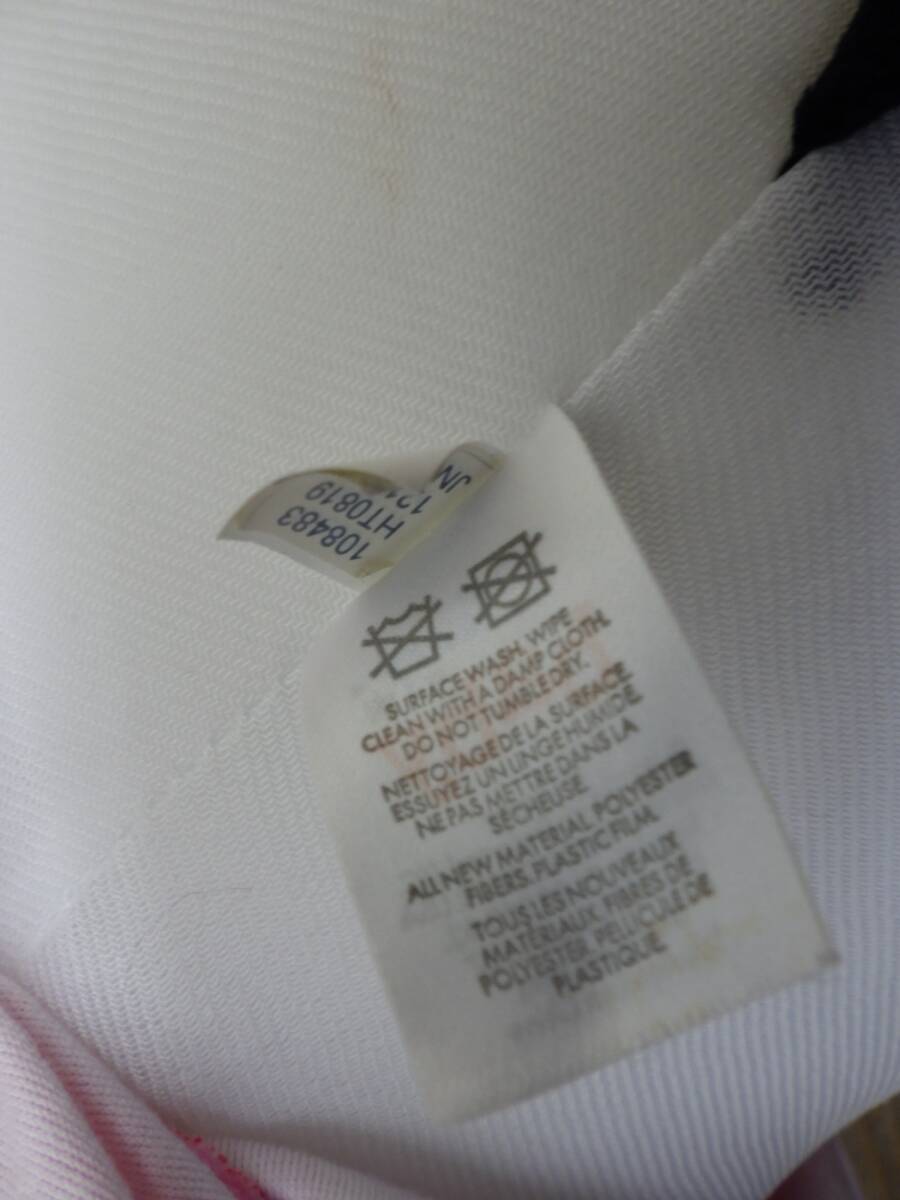 108483
HT0819
JN
SURFACE WASH. WIPE
CLEAN WITH A DAMP CLOTH.
DO NOT TUMBLE DRY.
NETTOYAGE DE LA SURFACE
ESSUYEZ UN LINGE HUMIDE.
NE PAS METTRE DANS LA
SÉCHEUSE
ALL NEW MATERIAL. POLYESTER
FIBERS. PLASTIC FILM.
TOUS LES NOUVEAUX
MATÉRIAUX. FIBRES DE
POLYESTER. PELLICULE DE
PLASTIQUE.